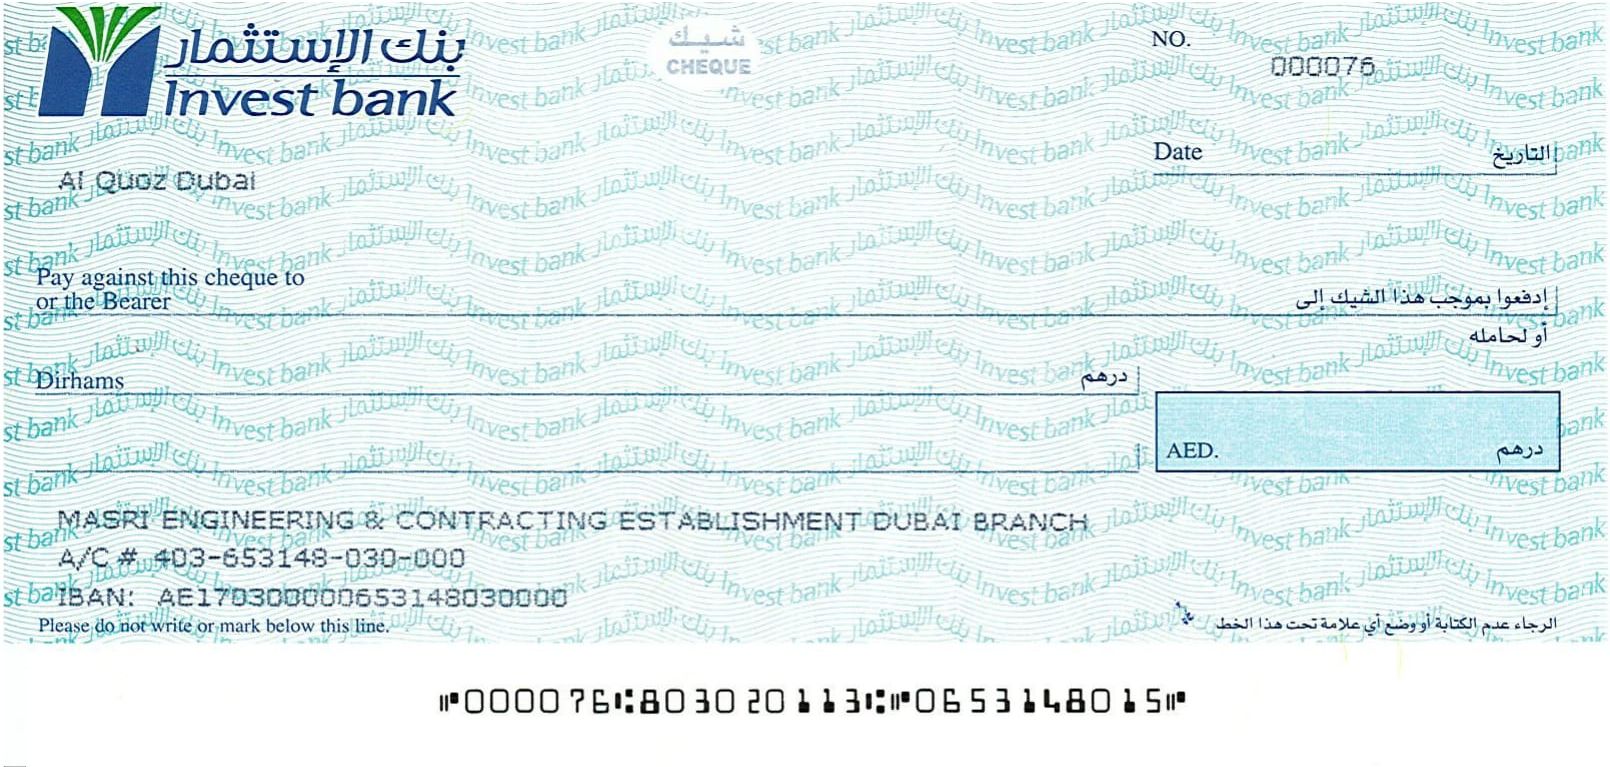 بنك الإستثمار
Invest bank
شيك
CHEQUE
NO.
000076
Al Quoz Dubai
Date التاريخ
Pay against this cheque to
or the Bearer
إدفعوا بموجب هذا الشيك إلى
أو لحامله
Dirhams درهم
AED. درهم
MASRI ENGINEERING & CONTRACTING ESTABLISHMENT DUBAI BRANCH
A/C # 403-653148-030-000
IBAN: AE170300000653148030000
Please do not write or mark below this line. الرجاء عدم الكتابة أو وضع أي علامة تحت هذا الخط
⑈000076⑆803020113⑆⑈0653148015⑈